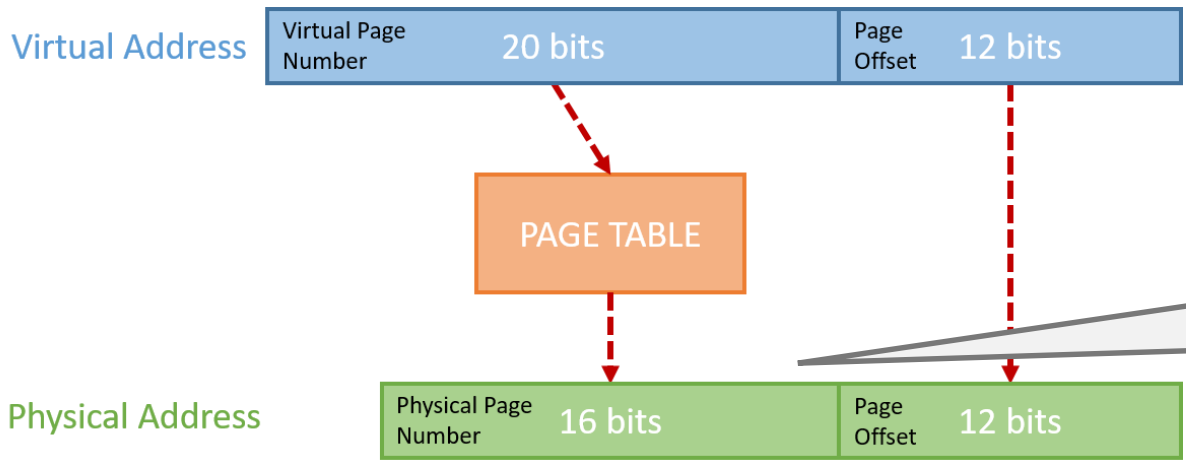 Virtual Address
Virtual Page
Number
20 bits
Page
Offset
12 bits
PAGE TABLE
Physical Address
Physical Page
Number
16 bits
Page
Offset
12 bits